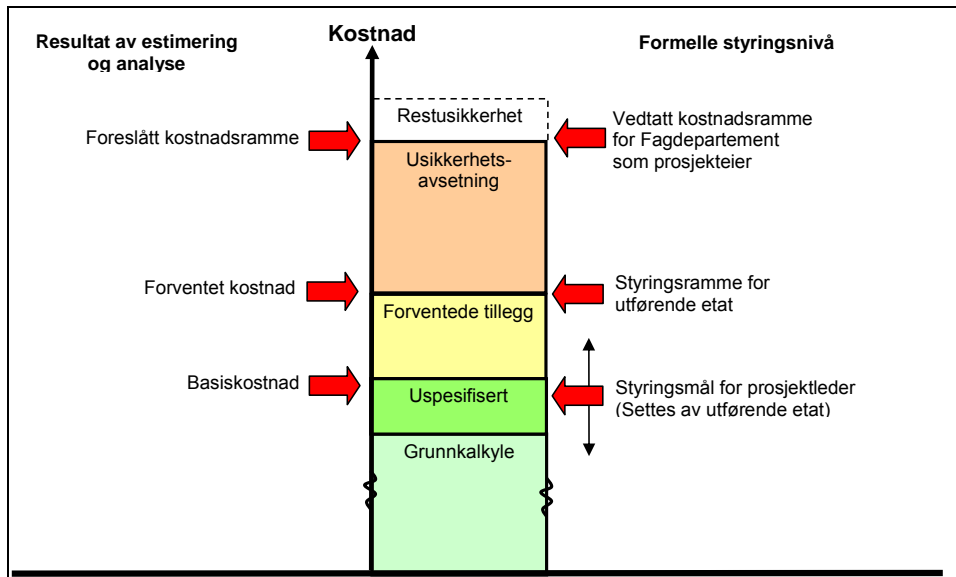 Resultat av estimering
og analyse
Kostnad
Formelle styringsnivå
Restusikkerhet
Foreslått kostnadsramme
Vedtatt kostnadsramme
for Fagdepartement
som prosjekteier
Usikkerhets-
avsetning
Forventet kostnad
Styringsramme for
utførende etat
Forventede tillegg
Basiskostnad
Uspesifisert
Styringsmål for prosjektleder
(Settes av utførende etat)
Grunnkalkyle